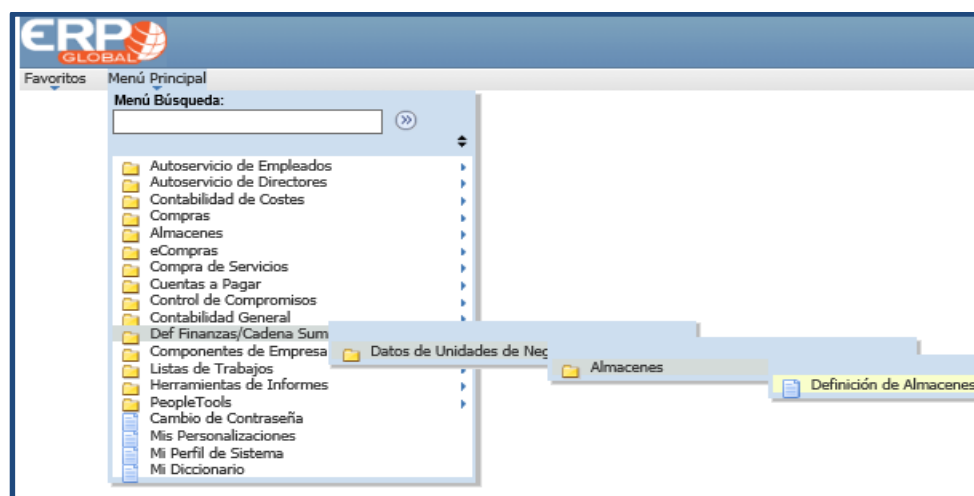 ERP
GLOBAL
Favoritos Menú Principal
Menú Búsqueda:
Autoservicio de Empleados
Autoservicio de Directores
Contabilidad de Costes
Compras
Almacenes
eCompras
Compra de Servicios
Cuentas a Pagar
Control de Compromisos
Contabilidad General
Def Finanzas/Cadena Sum
Componentes de Empresa Datos de Unidades de Neg
Almacenes
Definición de Almacenes
Listas de Trabajos
Herramientas de Informes
PeopleTools
Cambio de Contraseña
Mis Personalizaciones
Mi Perfil de Sistema
Mi Diccionario